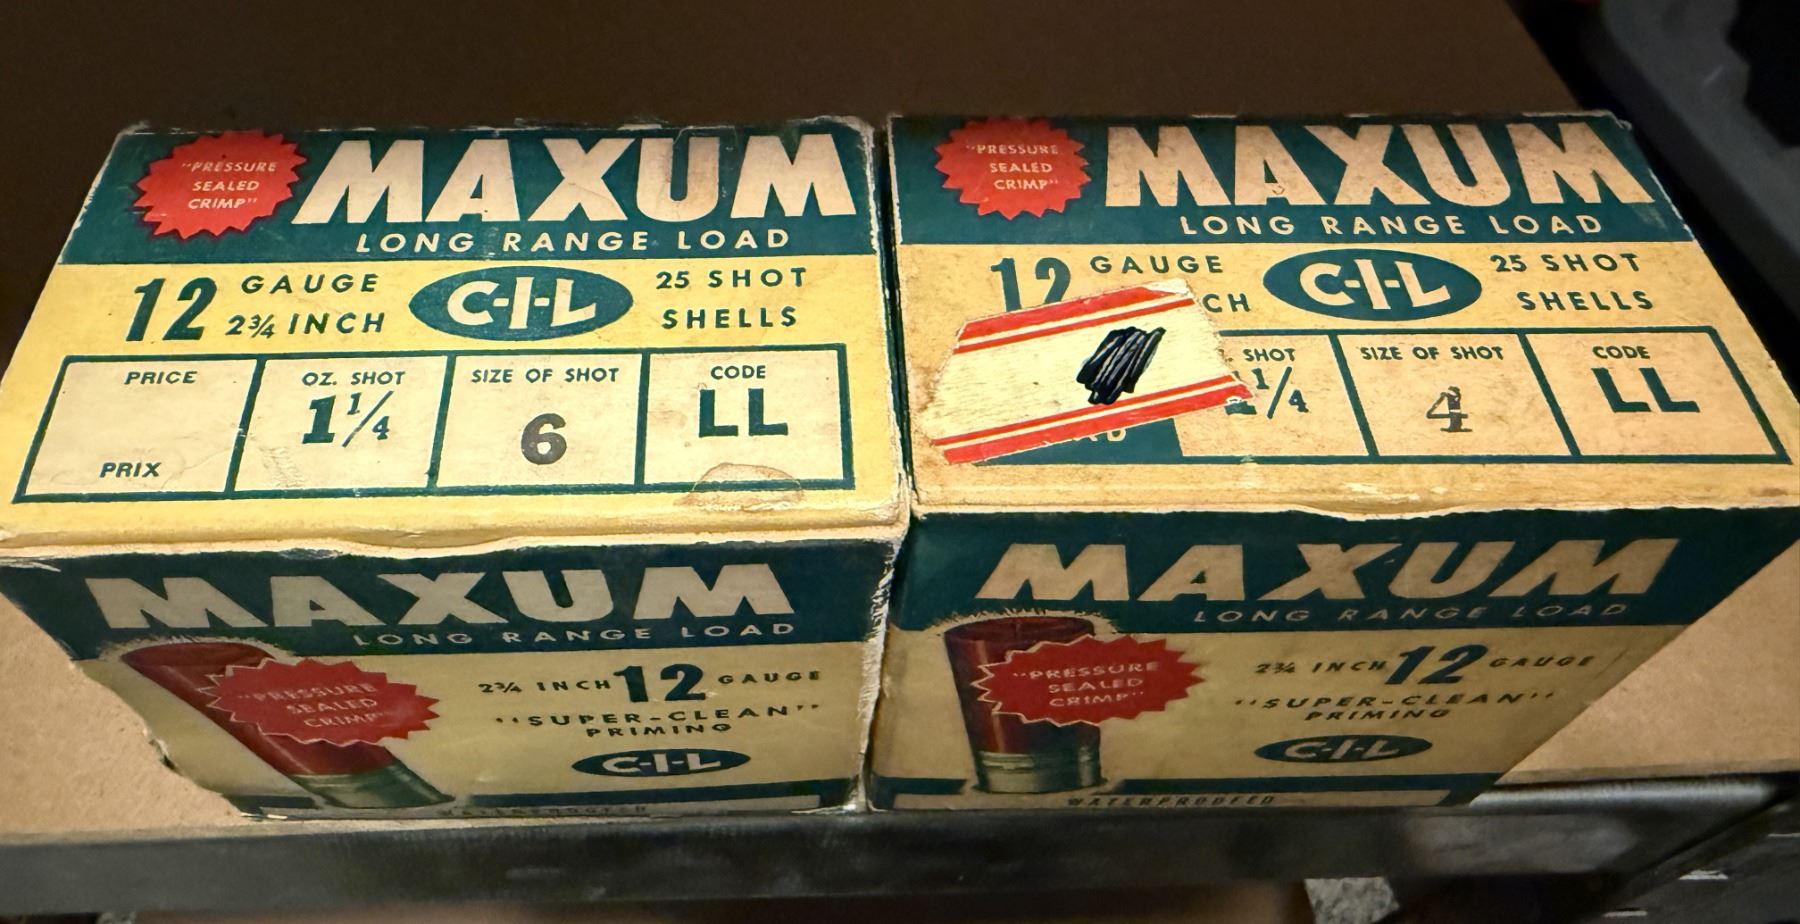 "PRESSURE
SEALED
CRIMP"
MAXUM
LONG RANGE LOAD
12 GAUGE
2¾ INCH
C-I-L
25 SHOT
SHELLS
PRICE
PRIX
OZ. SHOT
1¼
SIZE OF SHOT
6
CODE
LL
MAXUM
LONG RANGE LOAD
"PRESSURE
SEALED
CRIMP"
2¾ INCH 12 GAUGE
"SUPER-CLEAN"
PRIMING
C-I-L
"PRESSURE
SEALED
CRIMP"
MAXUM
LONG RANGE LOAD
12 GAUGE
CH
C-I-L
25 SHOT
SHELLS
SHOT
1¼
SIZE OF SHOT
4
CODE
LL
MAXUM
LONG RANGE LOAD
"PRESSURE
SEALED
CRIMP"
2¾ INCH 12 GAUGE
"SUPER-CLEAN"
PRIMING
C-I-L
WATERPROOFED